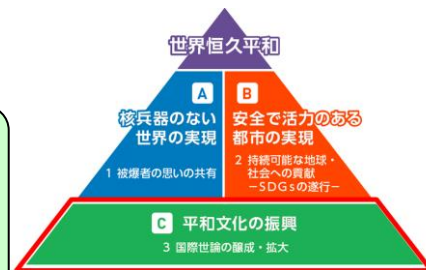 世界恒久平和
A
核兵器のない
世界の実現
1 被爆者の思いの共有
B
安全で活力のある
都市の実現
2 持続可能な地球・
社会への貢献
−SDGsの遂行−
C 平和文化の振興
3 国際世論の醸成・拡大